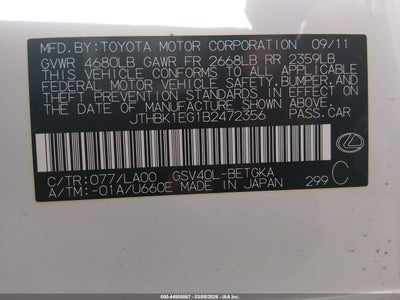 MFD. BY: TOYOTA MOTOR CORPORATION 09/11
GVWR 4680LB GAWR FR 2668LB RR 2359LB
THIS VEHICLE CONFORMS TO ALL APPLICABLE
FEDERAL MOTOR VEHICLE SAFETY, BUMPER, AND
THEFT PREVENTION STANDARDS IN EFFECT ON THE
DATE OF MANUFACTURE SHOWN ABOVE.
JTHBK1EG1B2472356 PASS.CAR
C/TR:077/LA00 GSV40L-BETGKA
A/TM:-01A/U660E MADE IN JAPAN 299 C
000-44808867 - 03/05/2026 - IAA